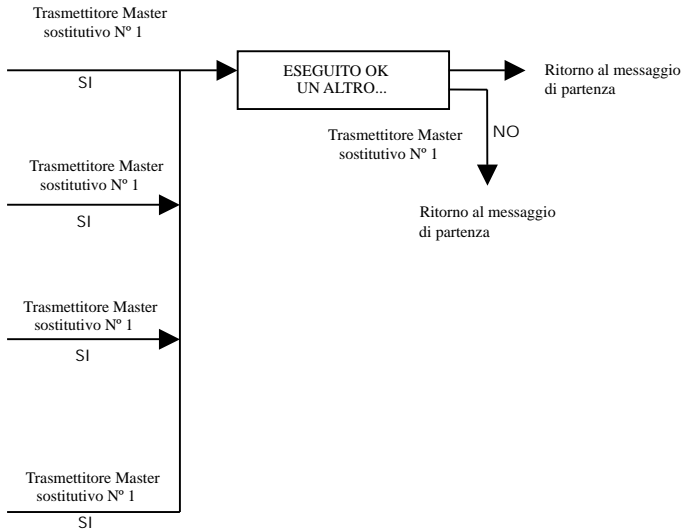 Trasmettitore Master
sostitutivo Nº 1
SI
ESEGUITO OK
UN ALTRO...
Ritorno al messaggio
di partenza
Trasmettitore Master
sostitutivo Nº 1
NO
Ritorno al messaggio
di partenza
Trasmettitore Master
sostitutivo Nº 1
SI
Trasmettitore Master
sostitutivo Nº 1
SI
Trasmettitore Master
sostitutivo Nº 1
SI